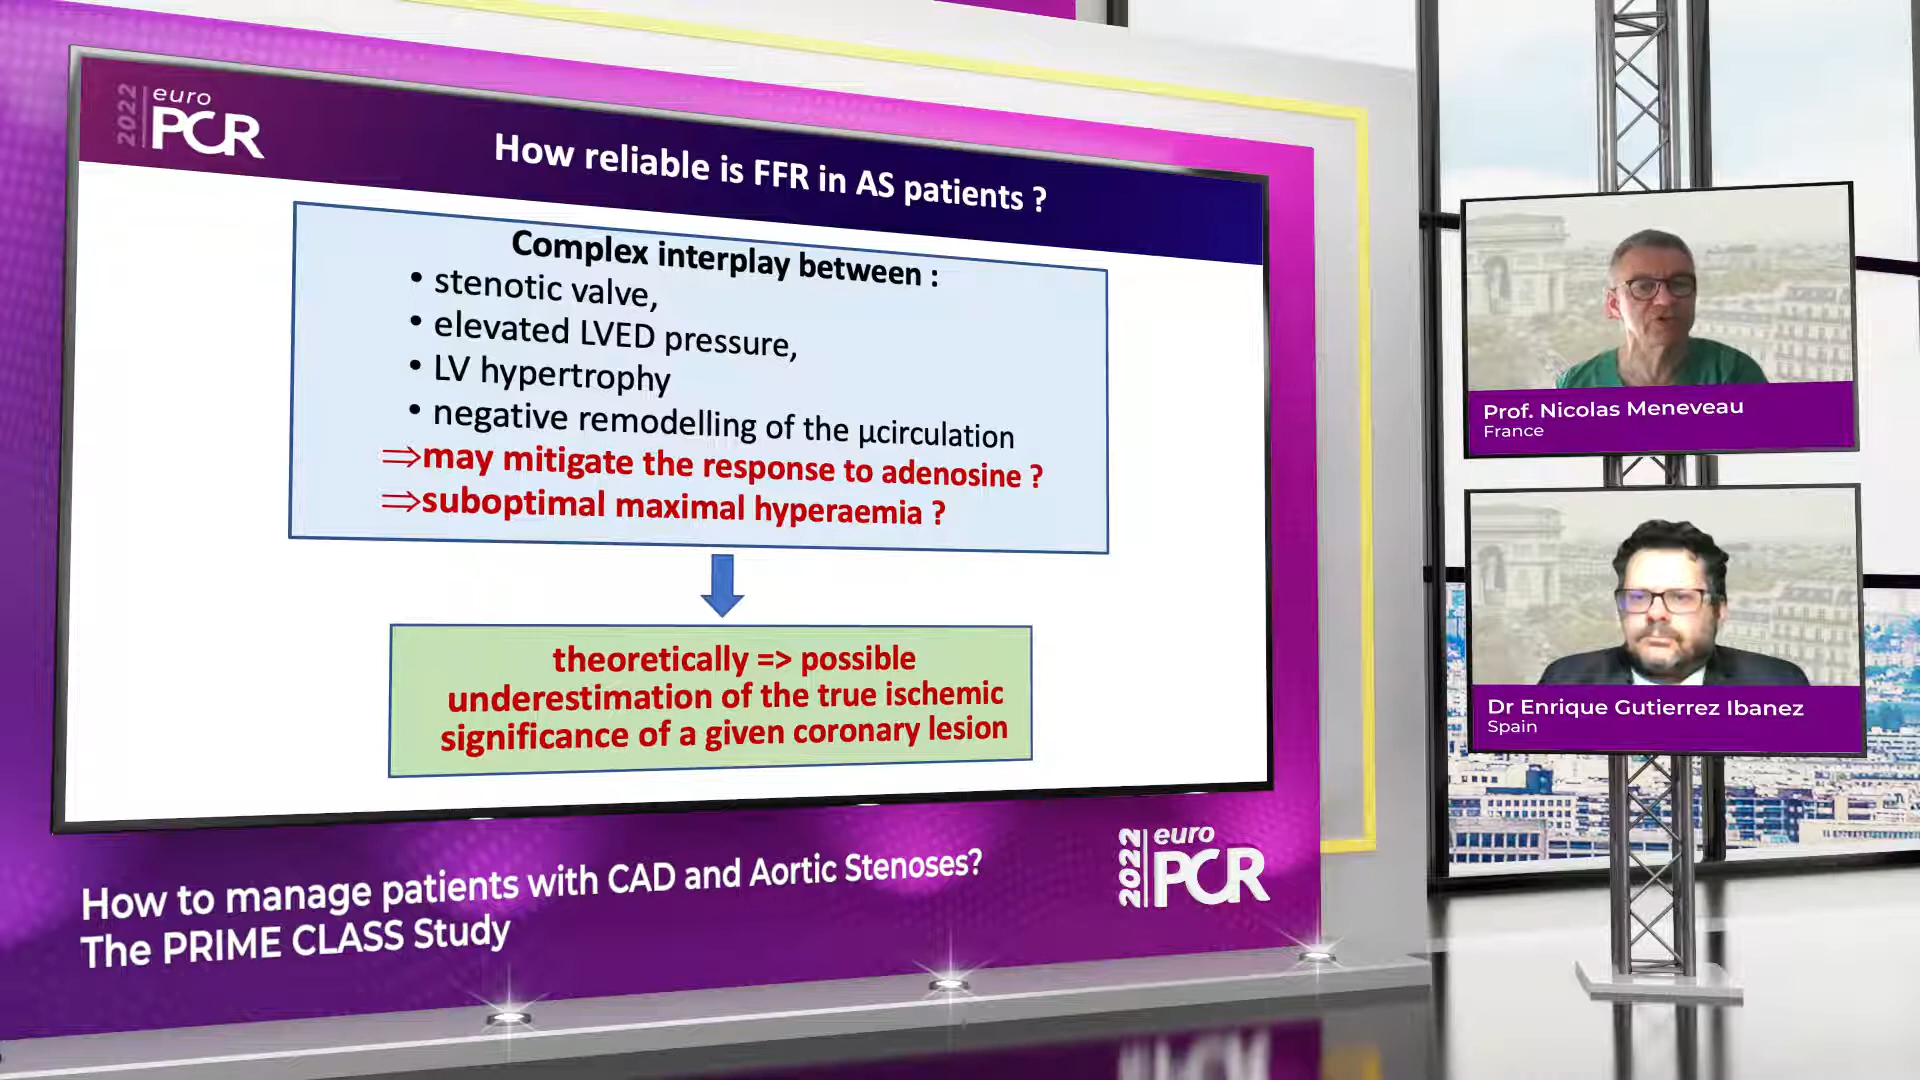 2022
euro
PCR
How reliable is FFR in AS patients ?
Complex interplay between :
• stenotic valve,
• elevated LVED pressure,
• LV hypertrophy
• negative remodelling of the µcirculation
⇒may mitigate the response to adenosine ?
⇒suboptimal maximal hyperaemia ?
theoretically => possible
underestimation of the true ischemic
significance of a given coronary lesion
How to manage patients with CAD and Aortic Stenoses?
The PRIME CLASS Study
2022
euro
PCR
Prof. Nicolas Meneveau
France
Dr Enrique Gutierrez Ibanez
Spain